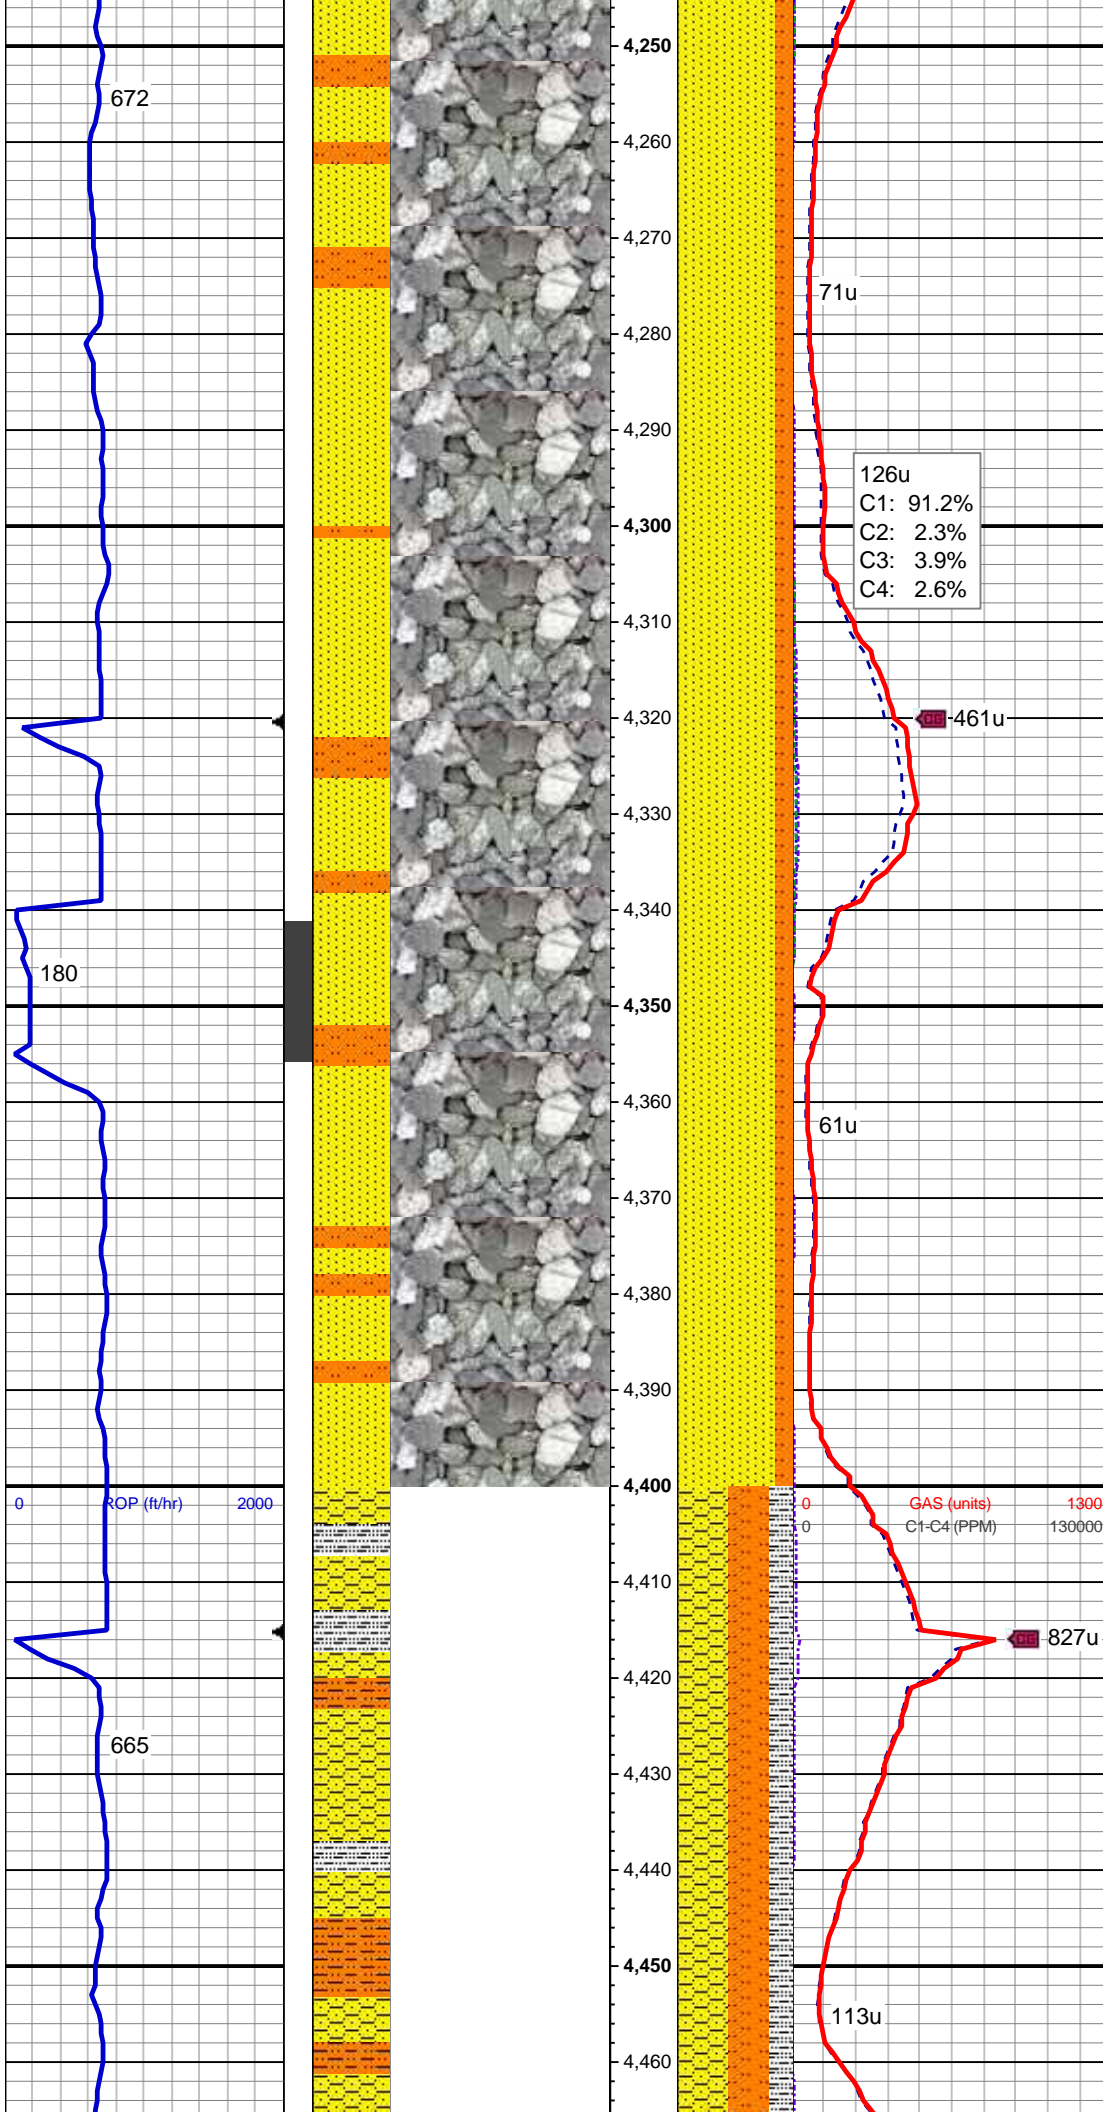 4,250
672
4,260
4,270
71u
4,280
4,290
126u
C1: 91.2%
C2: 2.3%
C3: 3.9%
C4: 2.6%
4,300
4,310
4,320
CG 461u
4,330
4,340
180
4,350
4,360
61u
4,370
4,380
4,390
4,400
0 ROP (ft/hr) 2000
0 GAS (units) 1300
0 C1-C4 (PPM) 130000
4,410
CG 827u
4,420
665
4,430
4,440
4,450
113u
4,460